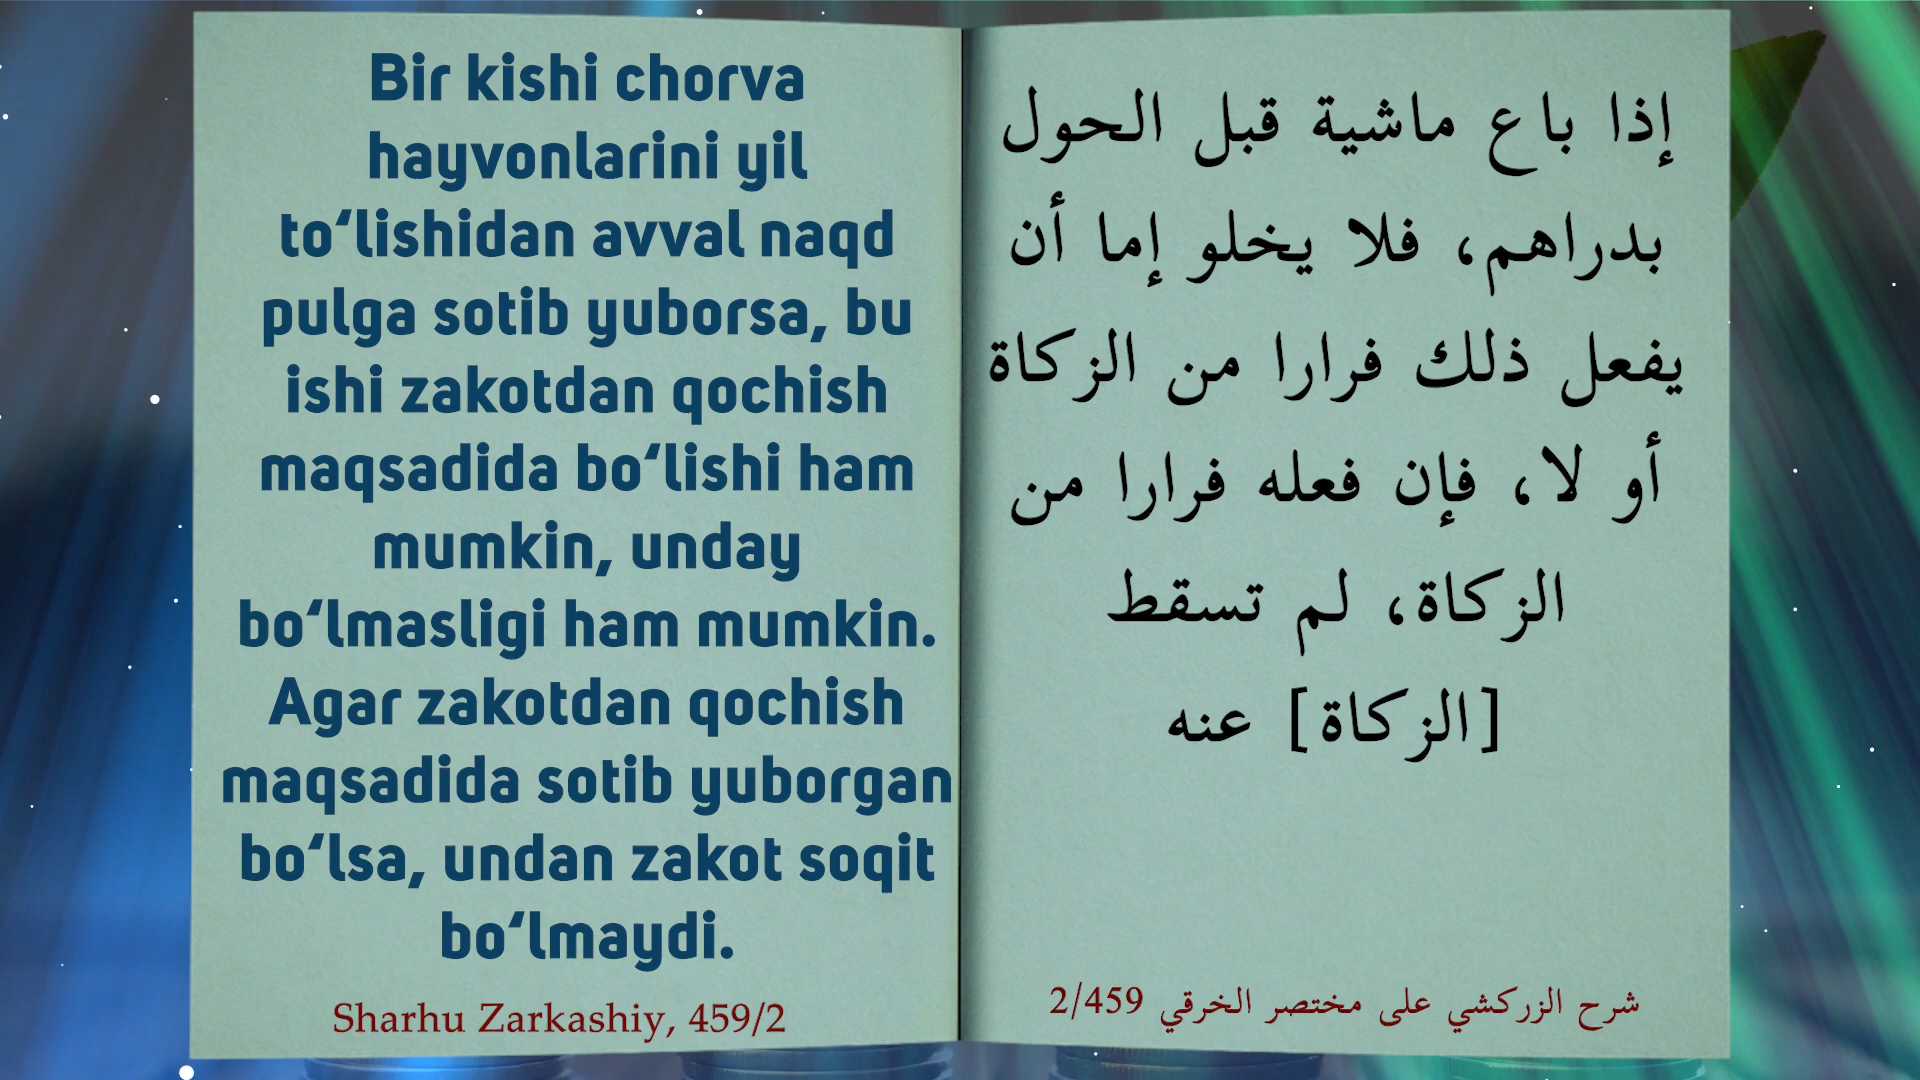 Bir kishi chorva
hayvonlarini yil
to‘lishidan avval naqd
pulga sotib yuborsa, bu
ishi zakotdan qochish
maqsadida bo‘lishi ham
mumkin, unday
bo‘lmasligi ham mumkin.
Agar zakotdan qochish
maqsadida sotib yuborgan
bo‘lsa, undan zakot soqit
bo‘lmaydi.
Sharhu Zarkashiy, 459/2
إذا باع ماشية قبل الحول
بدراهم، فلا يخلو إما أن
يفعل ذلك فرارا من الزكاة
أو لا، فإن فعله فرارا من
الزكاة، لم تسقط
[الزكاة] عنه
شرح الزركشي على مختصر الخرقي 2/459